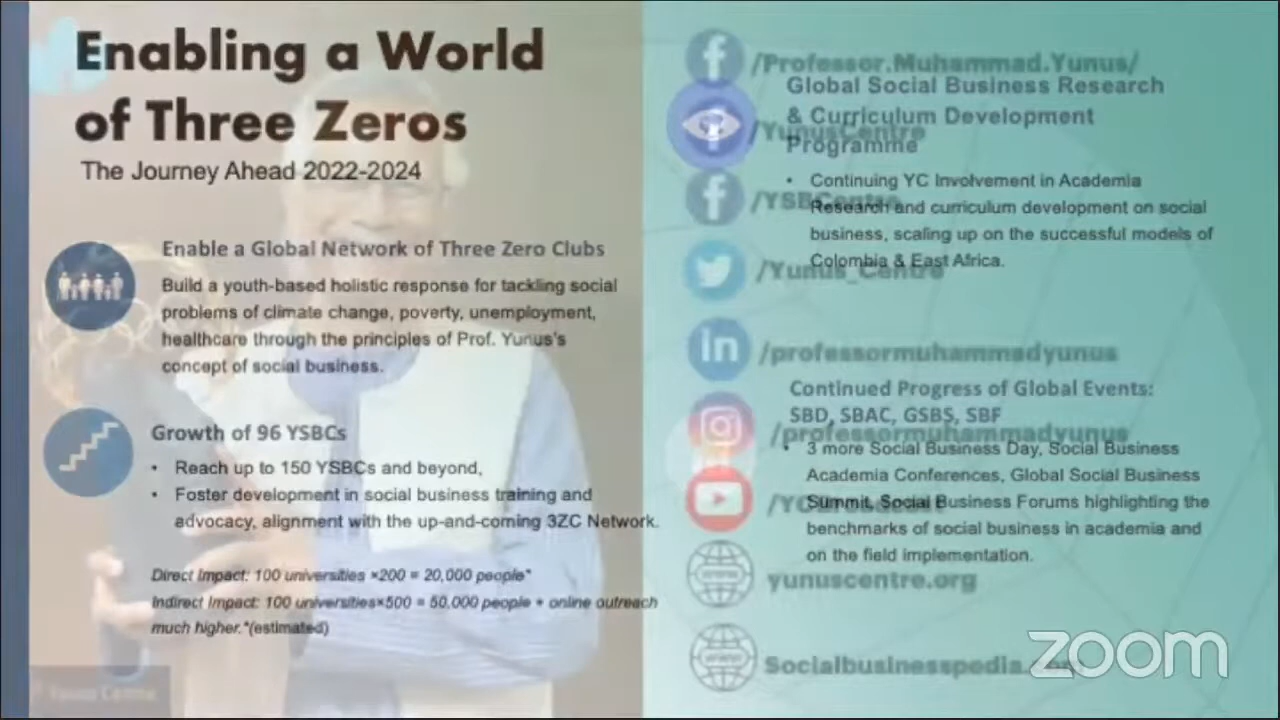 Enabling a World
of Three Zeros
The Journey Ahead 2022-2024
Enable a Global Network of Three Zero Clubs
Build a youth-based holistic response for tackling social
problems of climate change, poverty, unemployment,
healthcare through the principles of Prof. Yunus's
concept of social business.
Growth of 96 YSBCs
• Reach up to 150 YSBCs and beyond,
• Foster development in social business training and
advocacy, alignment with the up-and-coming 3ZC Network.
Direct Impact: 100 universities ×200 = 20,000 people*
Indirect Impact: 100 universities×500 = 50,000 people + online outreach
much higher.*(estimated)
Global Social Business Research
& Curriculum Development
Programme
• Continuing YC Involvement in Academia
Research and curriculum development on social
business, scaling up on the successful models of
Colombia & East Africa.
Continued Progress of Global Events:
SBD, SBAC, GSBS, SBF
• 3 more Social Business Day, Social Business
Academia Conferences, Global Social Business
Summit, Social Business Forums highlighting the
benchmarks of social business in academia and
on the field implementation.
/Professor.Muhammad.Yunus/
/YunusCentre
/YSBCentre
/Yunus_Centre
in /professormuhammadyunus
/professormuhammadyunus
yunuscentre.org
Socialbusinesspedia.com
zoom